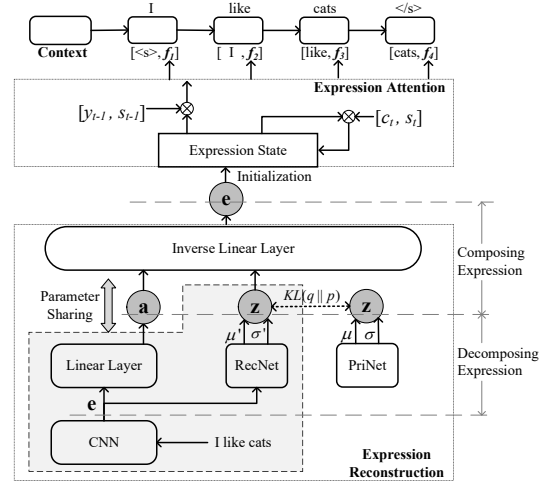 I like cats </s>
Context [<s>, f1] [ I , f2] [like, f3] [cats, f4]
Expression Attention
[yt-1 , st-1] [ct , st]
Expression State
Initialization
e
Inverse Linear Layer
Composing
Expression
Parameter
Sharing
a z KL(q || p) z
μ' σ' μ σ
Linear Layer RecNet PriNet
Decomposing
Expression
e
CNN I like cats
Expression
Reconstruction